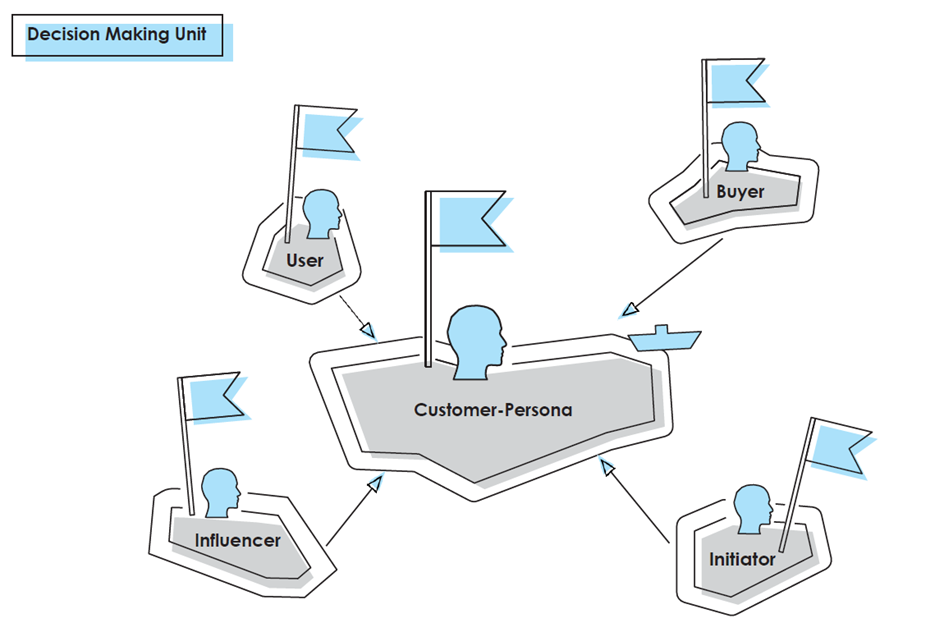 Decision Making Unit
Buyer
User
Customer-Persona
Influencer
Initiator